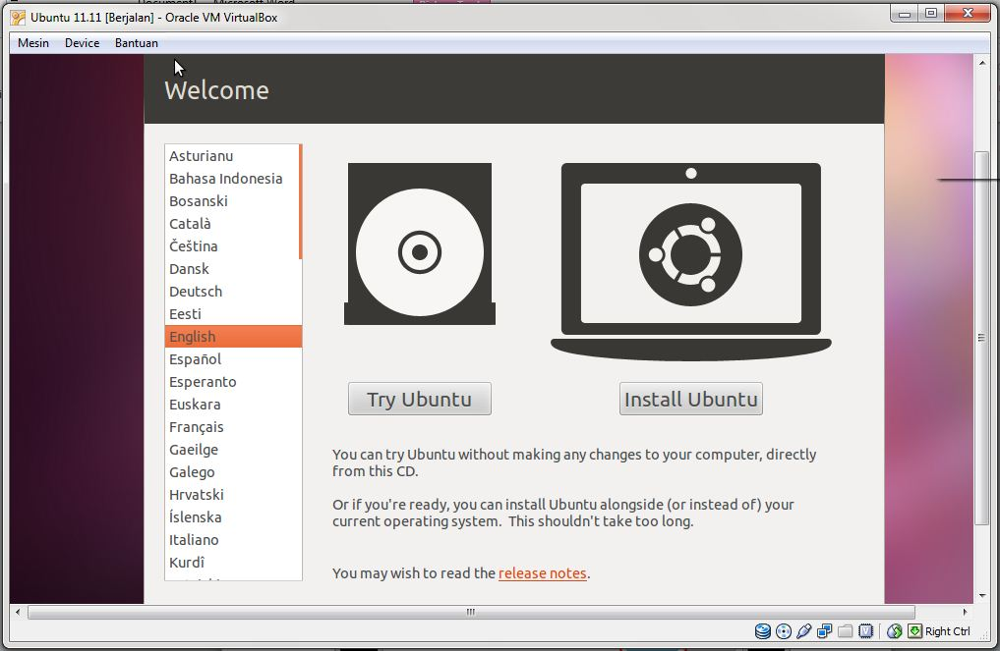 Microsoft Word
Ubuntu 11.11 [Berjalan] - Oracle VM VirtualBox
Mesin Device Bantuan
Welcome
Asturianu
Bahasa Indonesia
Bosanski
Català
Čeština
Dansk
Deutsch
Eesti
English
Español
Esperanto
Euskara
Français
Gaeilge
Galego
Hrvatski
Íslenska
Italiano
Kurdî
Try Ubuntu
Install Ubuntu
You can try Ubuntu without making any changes to your computer, directly
from this CD.
Or if you're ready, you can install Ubuntu alongside (or instead of) your
current operating system. This shouldn't take too long.
You may wish to read the release notes.
Right Ctrl